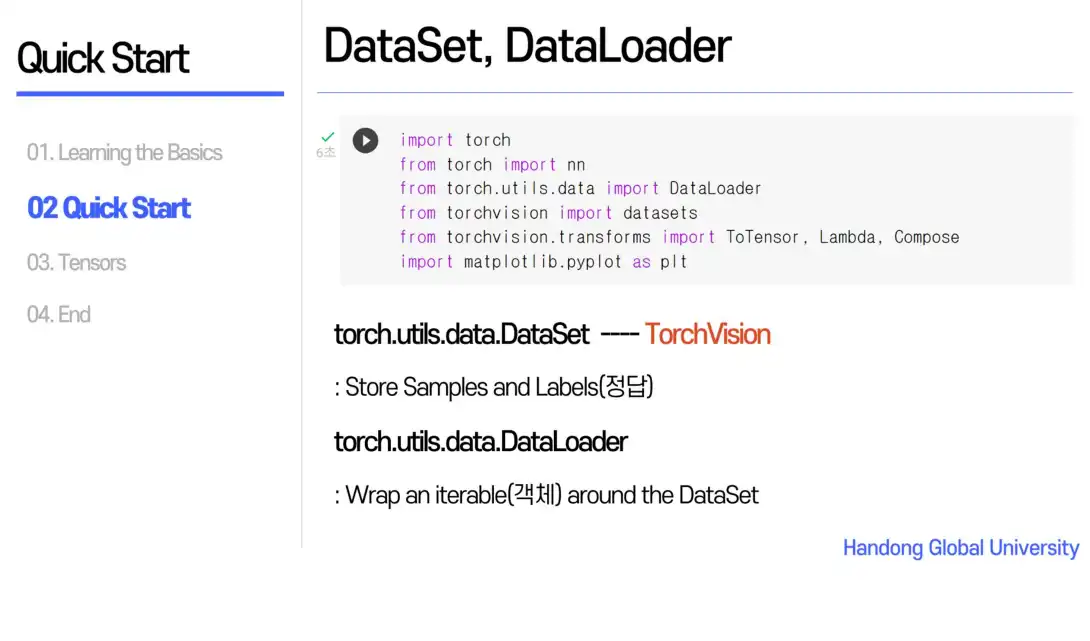 Quick Start
01. Learning the Basics
02 Quick Start
03. Tensors
04. End
DataSet, DataLoader
6초
import torch
from torch import nn
from torch.utils.data import DataLoader
from torchvision import datasets
from torchvision.transforms import ToTensor, Lambda, Compose
import matplotlib.pyplot as plt
torch.utils.data.DataSet ---- TorchVision
: Store Samples and Labels(정답)
torch.utils.data.DataLoader
: Wrap an iterable(객체) around the DataSet
Handong Global University